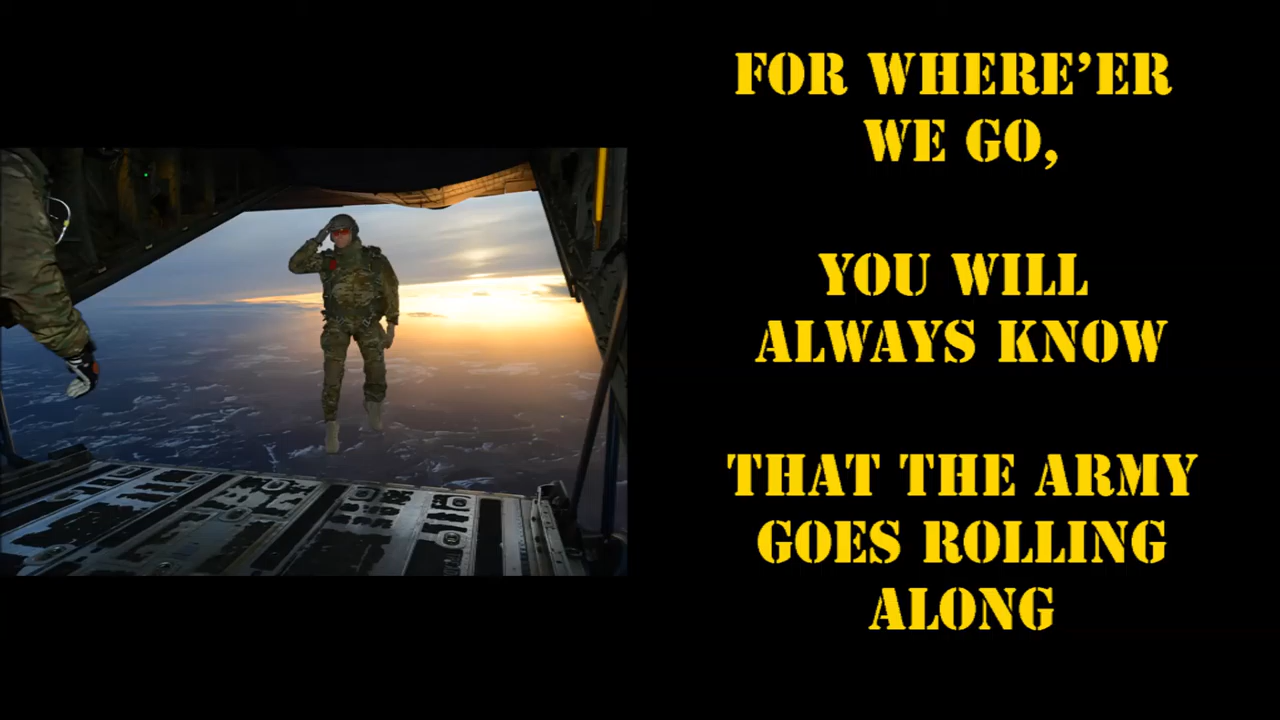 FOR WHERE’ER
WE GO,
YOU WILL
ALWAYS KNOW
THAT THE ARMY
GOES ROLLING
ALONG